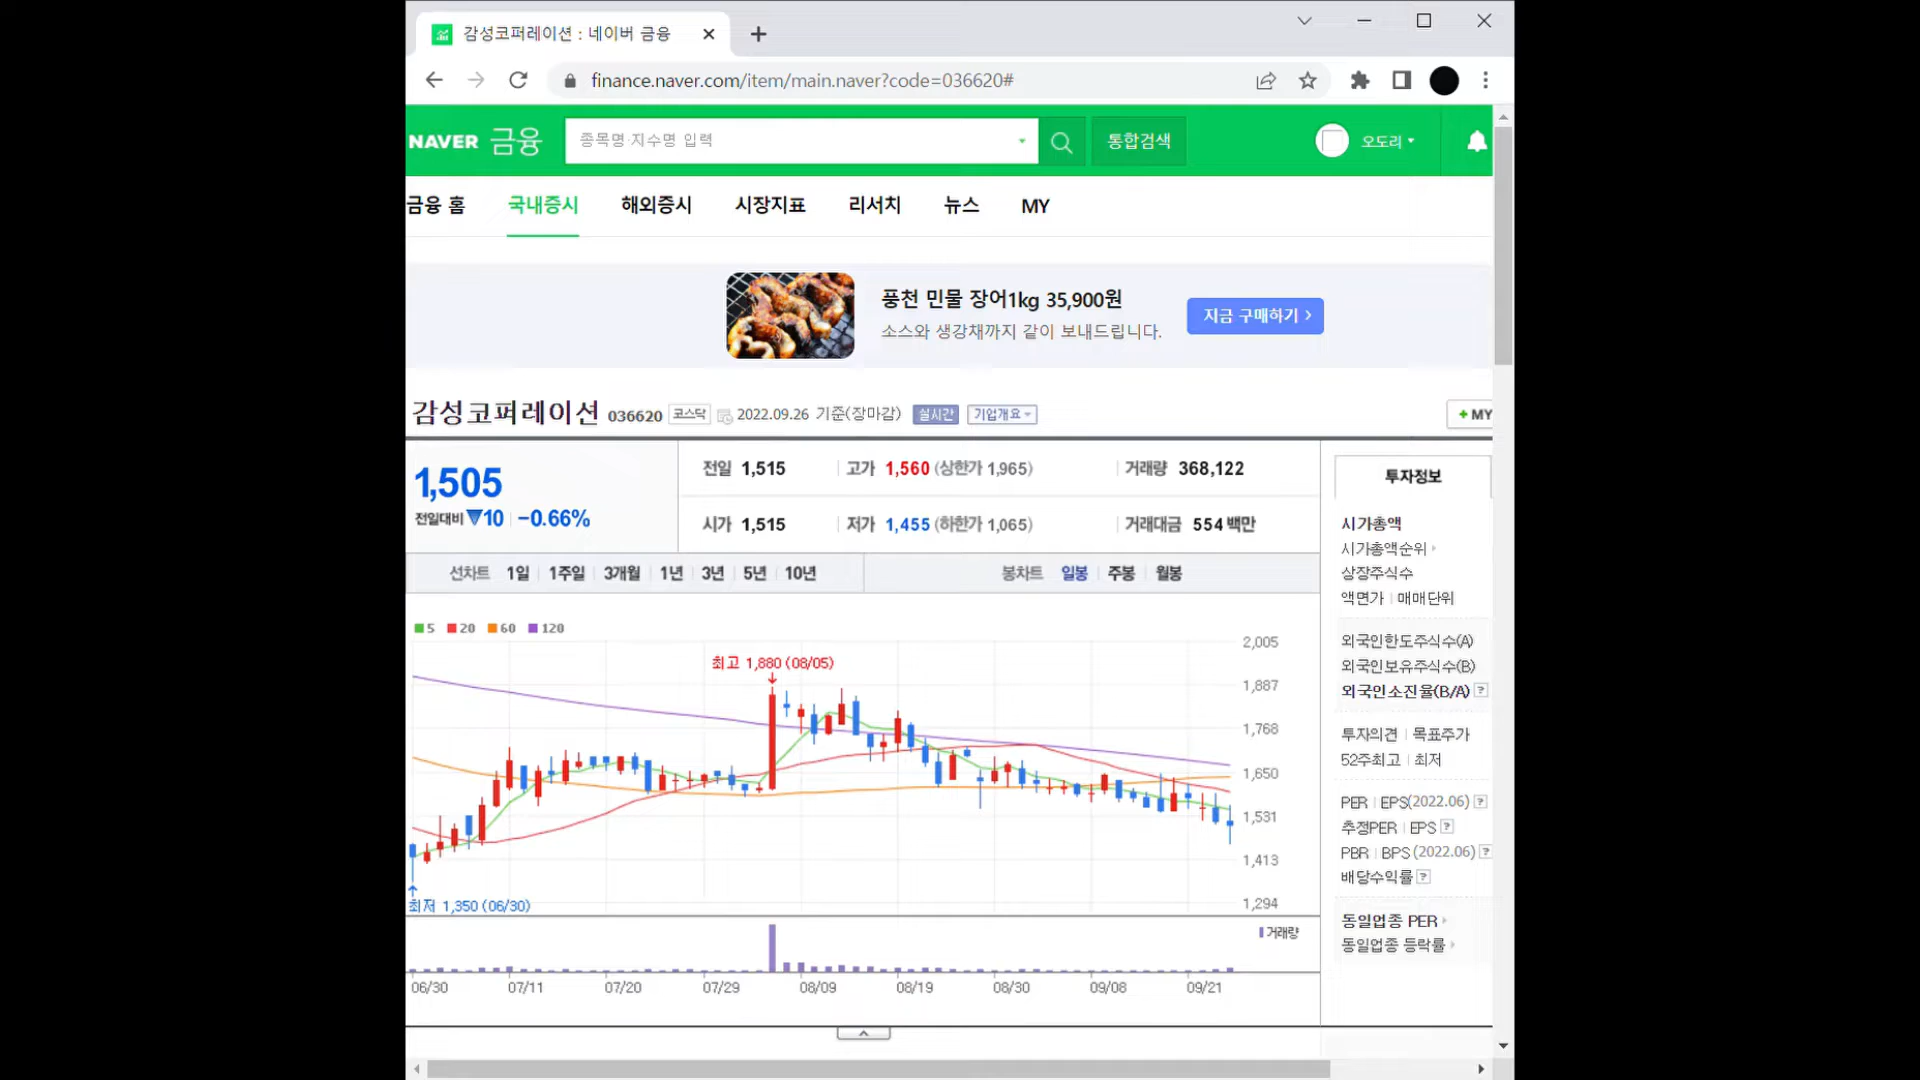 감성코퍼레이션 : 네이버 금융
finance.naver.com/item/main.naver?code=036620#
NAVER 금융 종목명·지수명 입력 통합검색 오도리
금융 홈 국내증시 해외증시 시장지표 리서치 뉴스 MY
풍천 민물 장어1kg 35,900원
소스와 생강채까지 같이 보내드립니다.
지금 구매하기 >
감성코퍼레이션 036620 코스닥 2022.09.26 기준(장마감) 실시간 기업개요 + MY
1,505
전일대비 ▼10 -0.66%
전일 1,515 고가 1,560 (상한가 1,965) 거래량 368,122
시가 1,515 저가 1,455 (하한가 1,065) 거래대금 554 백만
선차트 1일 1주일 3개월 1년 3년 5년 10년 봉차트 일봉 주봉 월봉
5 20 60 120
최고 1,880 (08/05)
최저 1,350 (06/30)
2,005
1,887
1,768
1,650
1,531
1,413
1,294
거래량
06/30 07/11 07/20 07/29 08/09 08/19 08/30 09/08 09/21
투자정보
시가총액
시가총액순위
상장주식수
액면가 | 매매단위
외국인한도주식수(A)
외국인보유주식수(B)
외국인소진율(B/A) ?
투자의견 | 목표주가
52주최고 | 최저
PER | EPS(2022.06) ?
추정PER | EPS ?
PBR | BPS (2022.06) ?
배당수익률 ?
동일업종 PER
동일업종 등락률